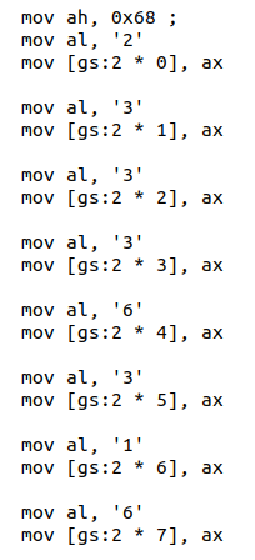 mov ah, 0x68 ;
mov al, '2'
mov [gs:2 * 0], ax
mov al, '3'
mov [gs:2 * 1], ax
mov al, '3'
mov [gs:2 * 2], ax
mov al, '3'
mov [gs:2 * 3], ax
mov al, '6'
mov [gs:2 * 4], ax
mov al, '3'
mov [gs:2 * 5], ax
mov al, '1'
mov [gs:2 * 6], ax
mov al, '6'
mov [gs:2 * 7], ax